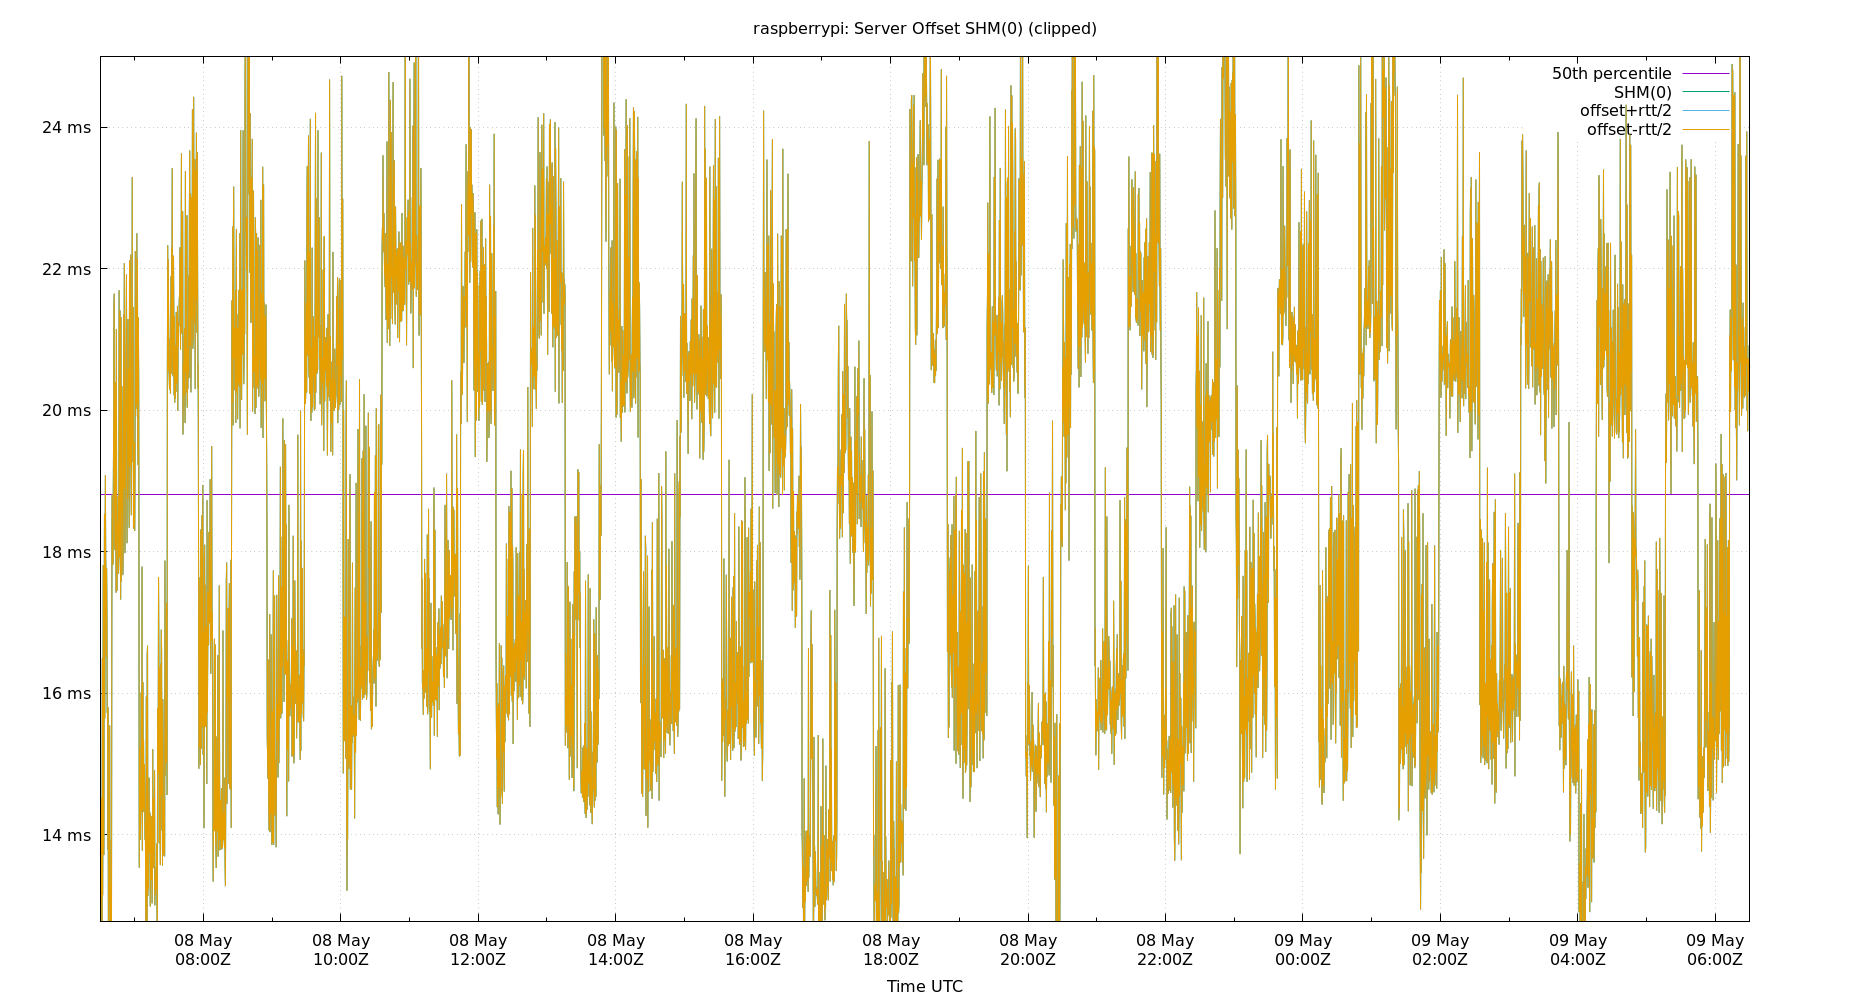 raspberrypi: Server Offset SHM(0) (clipped)
50th percentile
SHM(0)
offset+rtt/2
offset-rtt/2
24 ms
22 ms
20 ms
18 ms
16 ms
14 ms
08 May 08 May 08 May 08 May 08 May 08 May 08 May 08 May 09 May 09 May 09 May 09 May
08:00Z 10:00Z 12:00Z 14:00Z 16:00Z 18:00Z 20:00Z 22:00Z 00:00Z 02:00Z 04:00Z 06:00Z
Time UTC